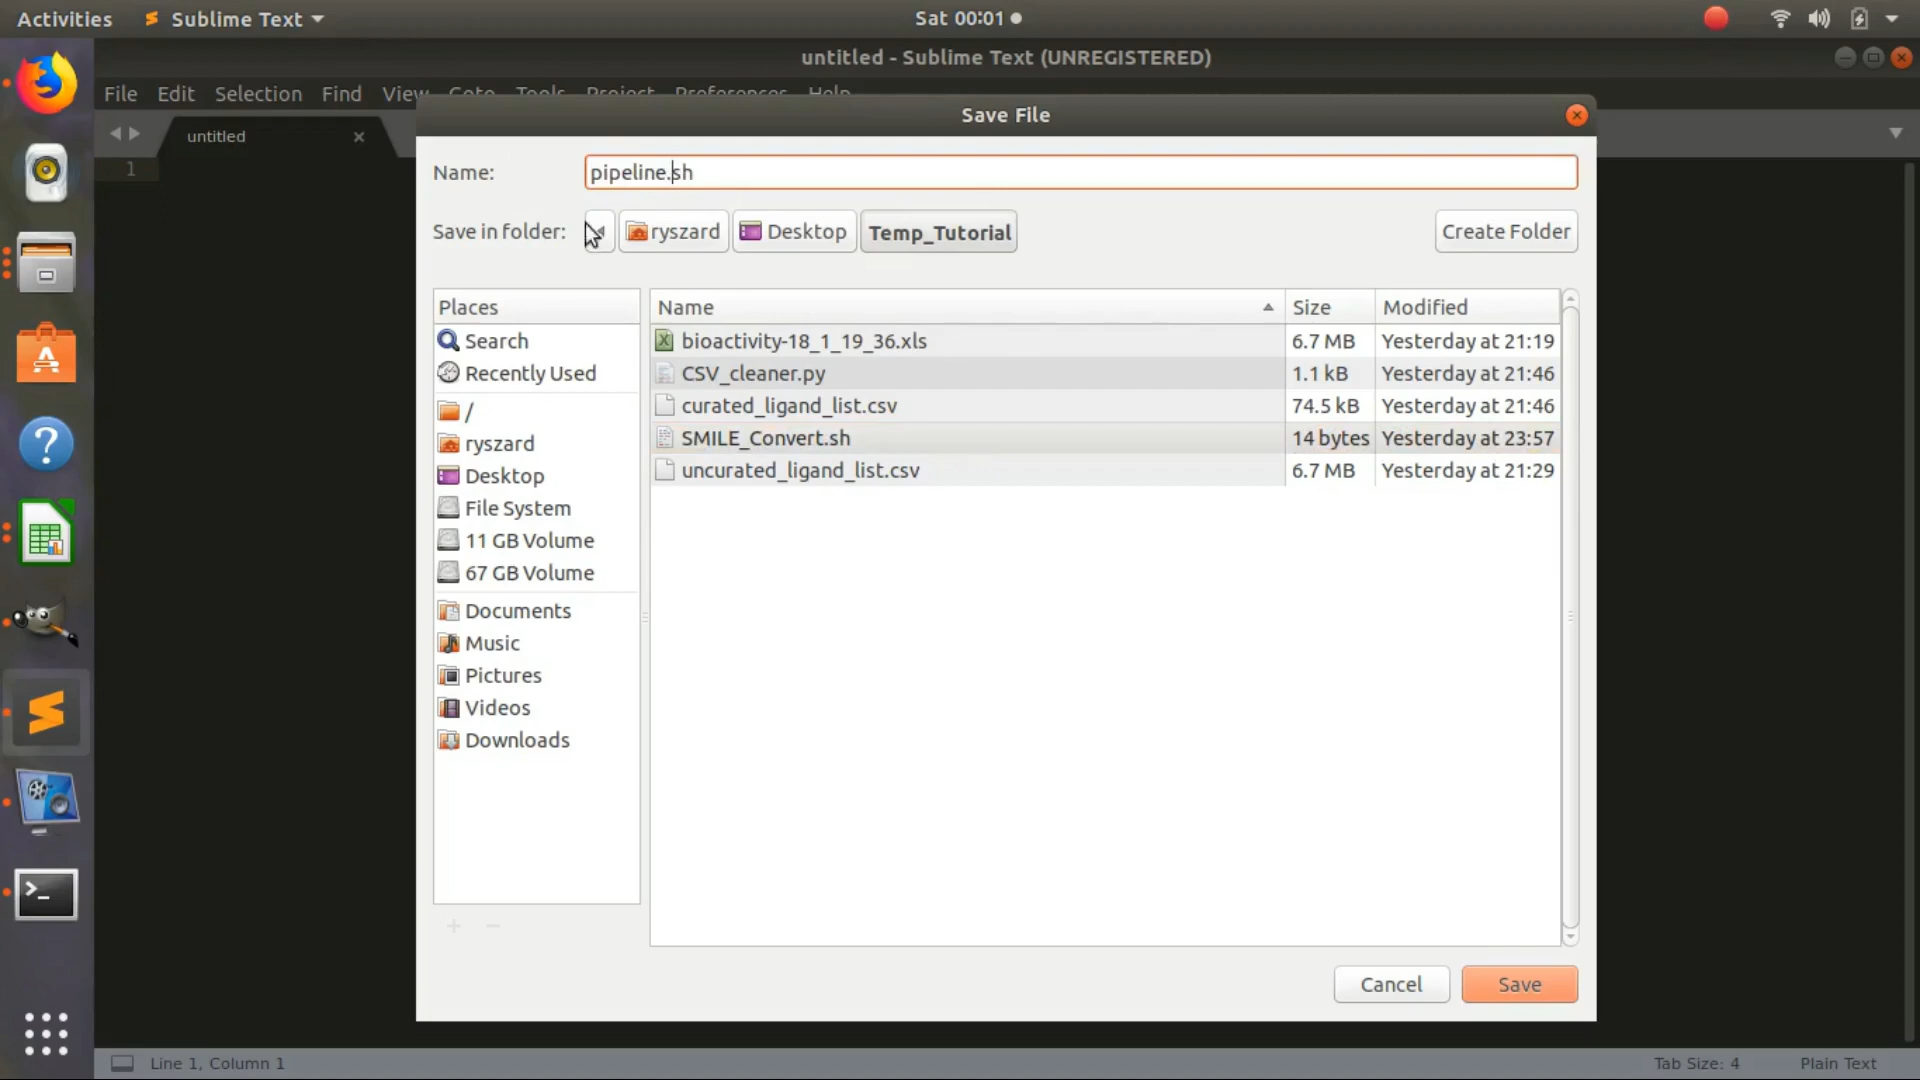 Activities Sublime Text Sat 00:01
untitled - Sublime Text (UNREGISTERED)
File Edit Selection Find View Goto Tools Project Preferences Help
Save File
untitled
1
Name: pipeline.sh
Save in folder: ryszard Desktop Temp_Tutorial Create Folder
Places Name Size Modified
Search bioactivity-18_1_19_36.xls 6.7 MB Yesterday at 21:19
Recently Used CSV_cleaner.py 1.1 kB Yesterday at 21:46
/ curated_ligand_list.csv 74.5 kB Yesterday at 21:46
ryszard SMILE_Convert.sh 14 bytes Yesterday at 23:57
Desktop uncurated_ligand_list.csv 6.7 MB Yesterday at 21:29
File System
11 GB Volume
67 GB Volume
Documents
Music
Pictures
Videos
Downloads
Cancel Save
Line 1, Column 1 Tab Size: 4 Plain Text